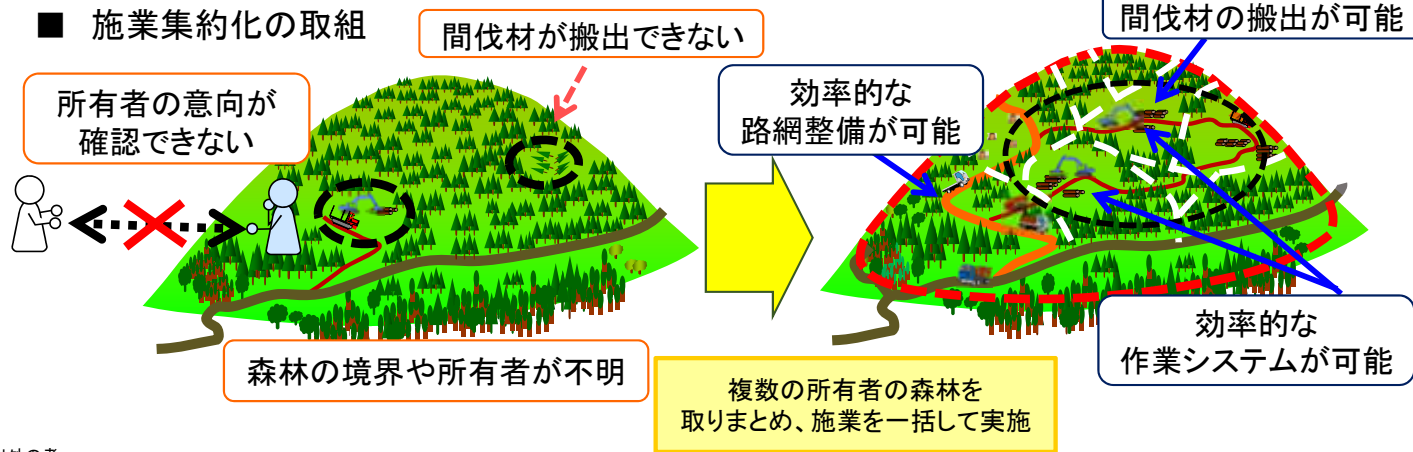 ■ 施業集約化の取組
間伐材が搬出できない
所有者の意向が
確認できない
森林の境界や所有者が不明
間伐材の搬出が可能
効率的な
路網整備が可能
効率的な
作業システムが可能
複数の所有者の森林を
取りまとめ、施業を一括して実施